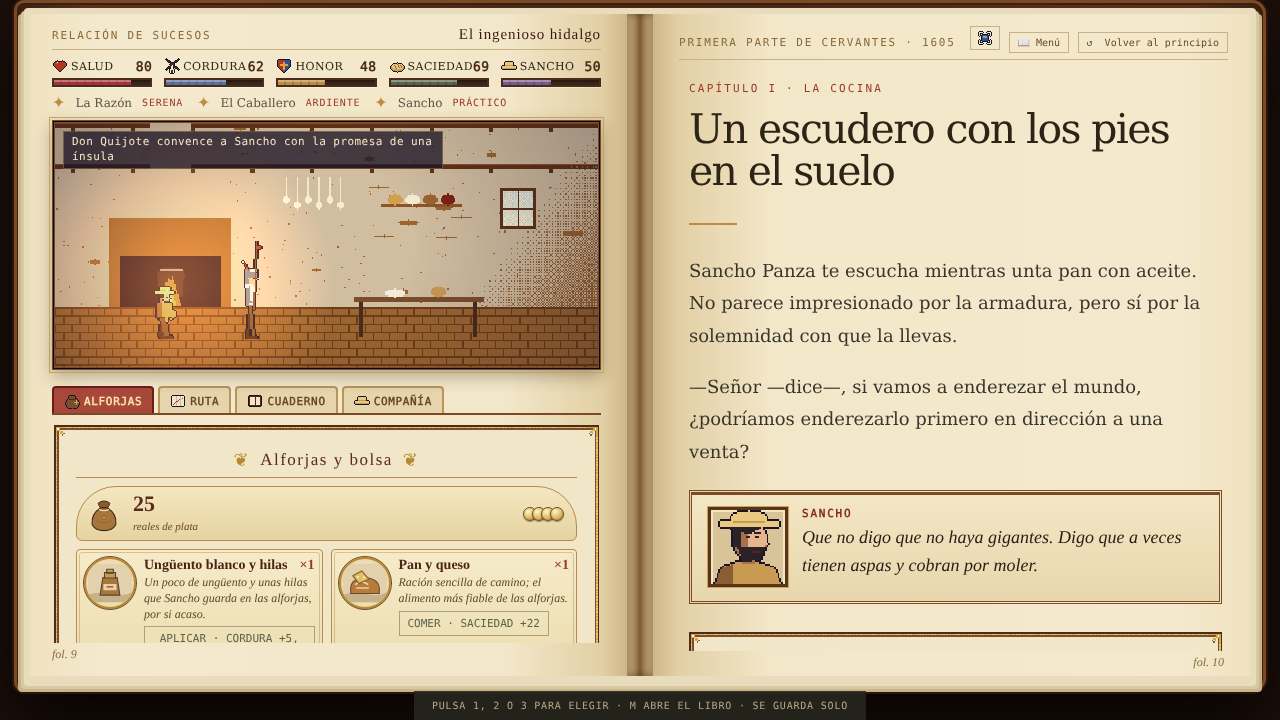 RELACIÓN DE SUCESOS
El ingenioso hidalgo
SALUD 80
CORDURA 62
HONOR 48
SACIEDAD 69
SANCHO 50
La Razón SERENA
El Caballero ARDIENTE
Sancho PRÁCTICO
Don Quijote convence a Sancho con la promesa de una
ínsula
ALFORJAS
RUTA
CUADERNO
COMPAÑÍA
Alforjas y bolsa
25
reales de plata
Ungüento blanco y hilas ×1
Un poco de ungüento y unas hilas
que Sancho guarda en las alforjas,
por si acaso.
APLICAR · CORDURA +5,
Pan y queso ×1
Ración sencilla de camino; el
alimento más fiable de las alforjas.
COMER · SACIEDAD +22
fol. 9
PRIMERA PARTE DE CERVANTES · 1605
Menú
↺ Volver al principio
CAPÍTULO I · LA COCINA
Un escudero con los pies
en el suelo
Sancho Panza te escucha mientras unta pan con aceite.
No parece impresionado por la armadura, pero sí por la
solemnidad con que la llevas.
—Señor —dice—, si vamos a enderezar el mundo,
¿podríamos enderezarlo primero en dirección a una
venta?
SANCHO
Que no digo que no haya gigantes. Digo que a veces
tienen aspas y cobran por moler.
fol. 10
PULSA 1, 2 O 3 PARA ELEGIR · M ABRE EL LIBRO · SE GUARDA SOLO